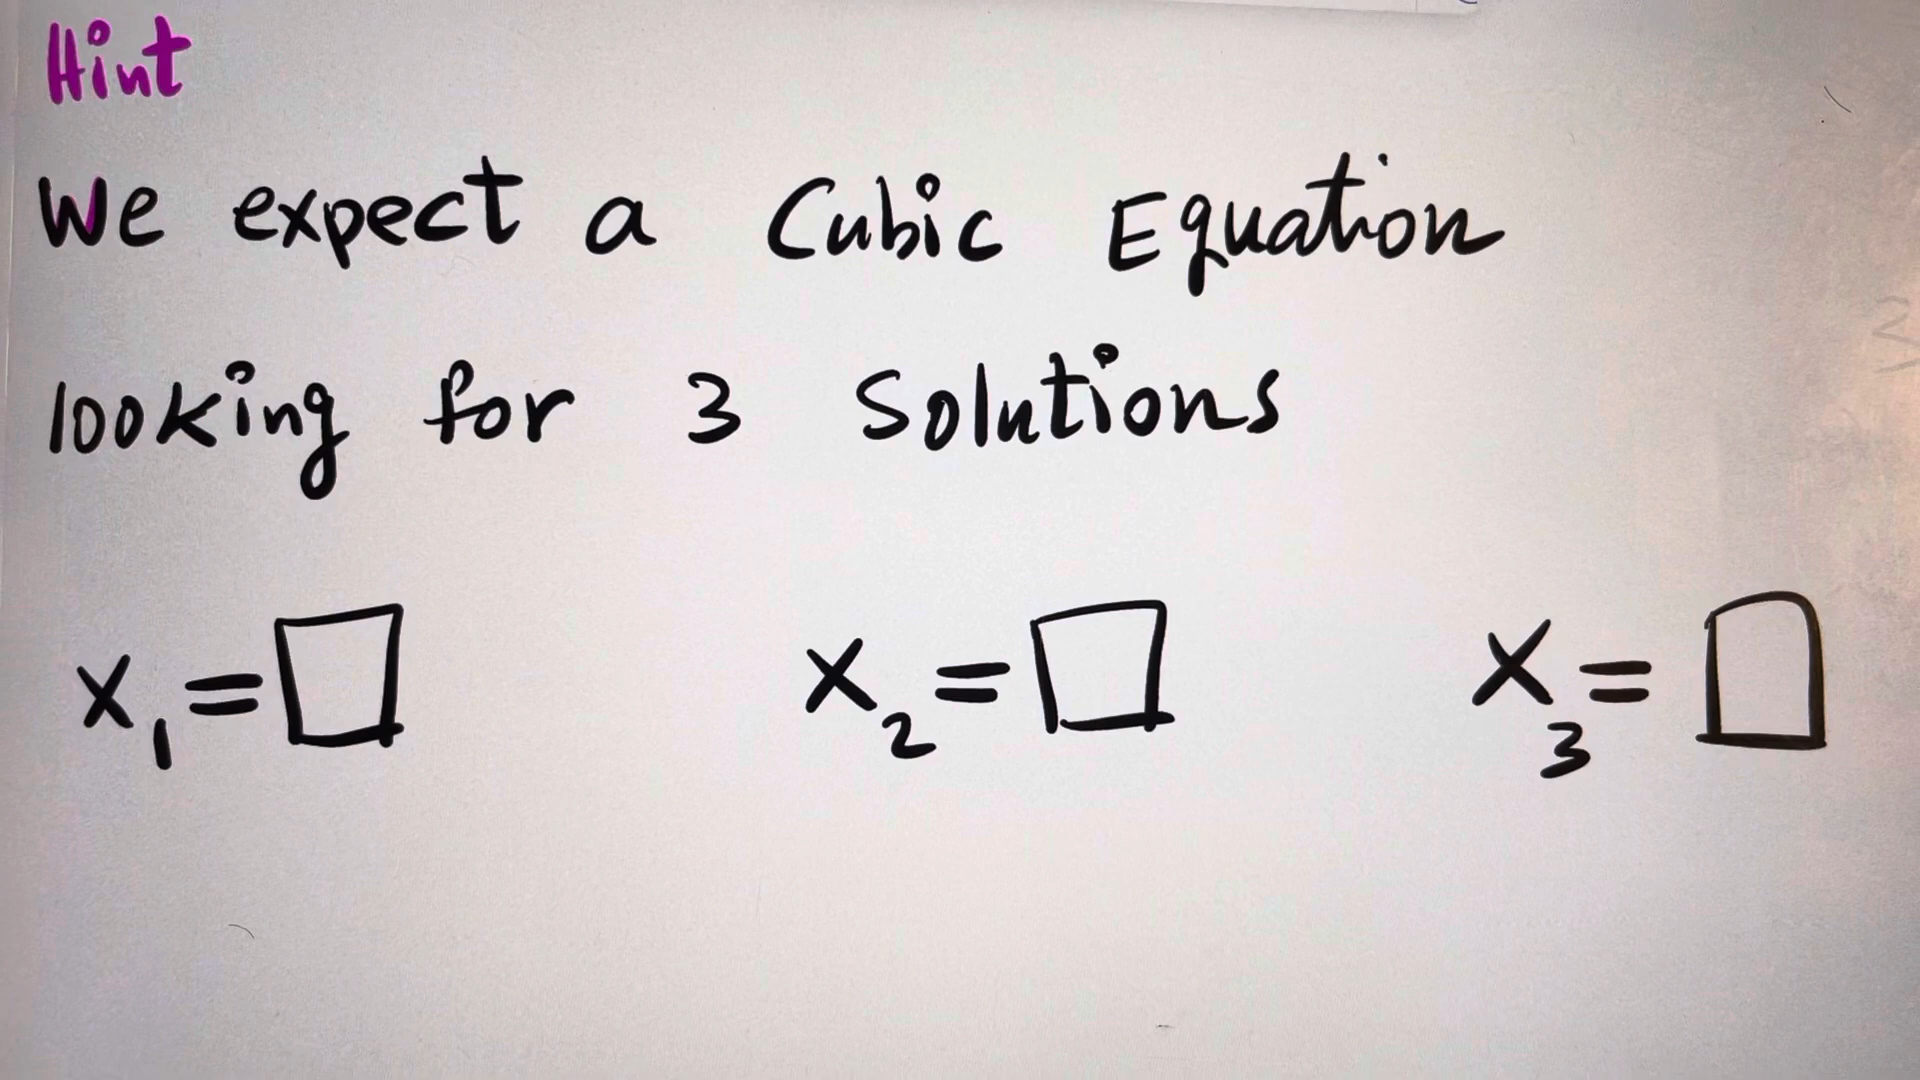 Hint
We expect a Cubic Equation
looking for 3 Solutions
x₁ = □ x₂ = □ x₃ = □